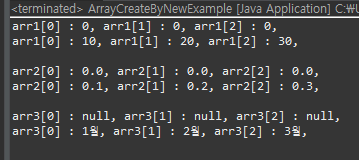 <terminated> ArrayCreateByNewExample [Java Application] C:₩
arr1[0] : 0, arr1[1] : 0, arr1[2] : 0,
arr1[0] : 10, arr1[1] : 20, arr1[2] : 30,
arr2[0] : 0.0, arr2[1] : 0.0, arr2[2] : 0.0,
arr2[0] : 0.1, arr2[1] : 0.2, arr2[2] : 0.3,
arr3[0] : null, arr3[1] : null, arr3[2] : null,
arr3[0] : 1월, arr3[1] : 2월, arr3[2] : 3월,